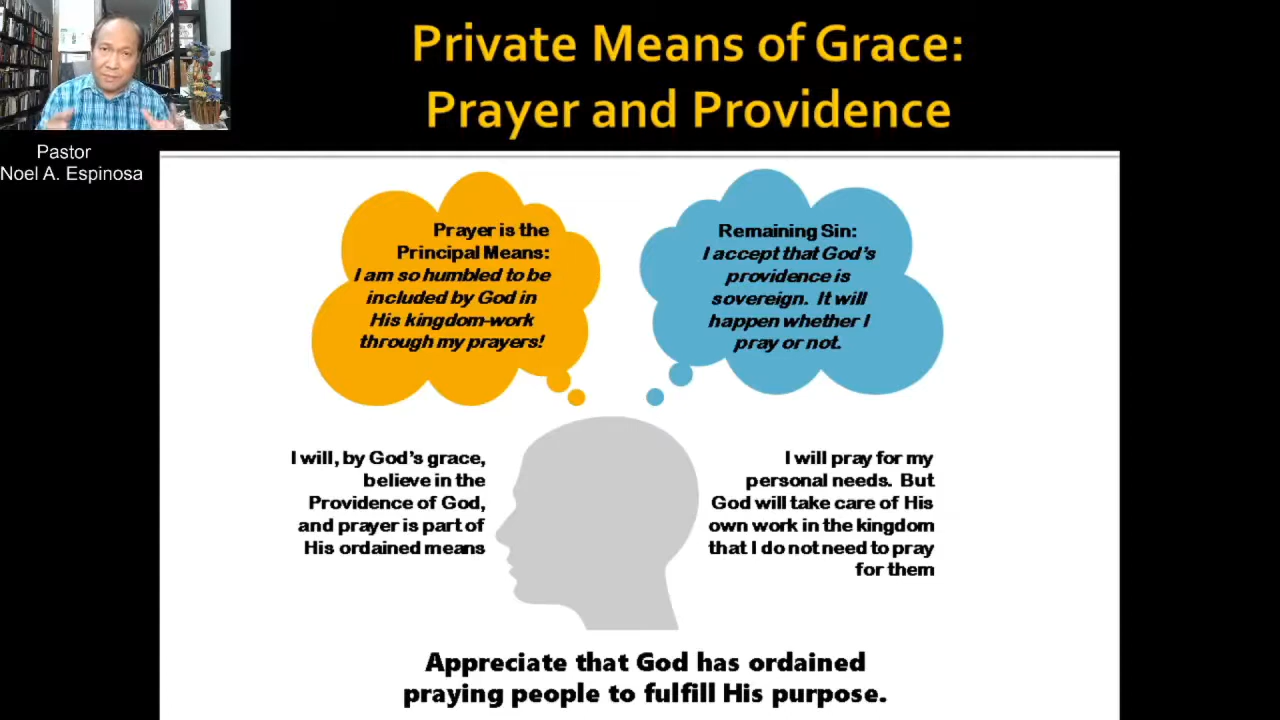 Private Means of Grace:
Prayer and Providence
Pastor
Noel A. Espinosa
Prayer is the
Principal Means:
I am so humbled to be
included by God in
His kingdom-work
through my prayers!
Remaining Sin:
I accept that God's
providence is
sovereign. It will
happen whether I
pray or not.
I will, by God's grace,
believe in the
Providence of God,
and prayer is part of
His ordained means
I will pray for my
personal needs. But
God will take care of His
own work in the kingdom
that I do not need to pray
for them
Appreciate that God has ordained
praying people to fulfill His purpose.